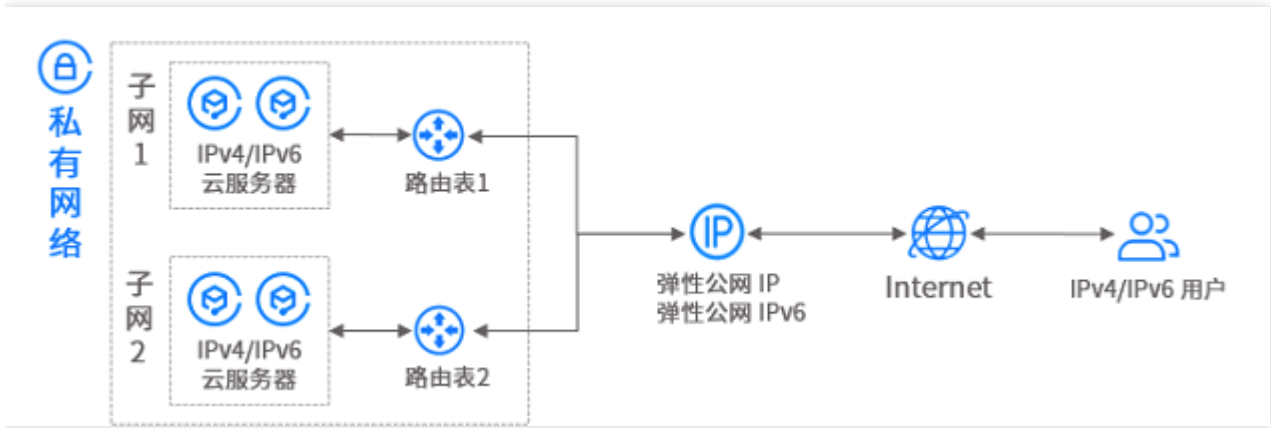 私有网络
子网1
IPv4/IPv6
云服务器
路由表1
子网2
IPv4/IPv6
云服务器
路由表2
IP
弹性公网 IP
弹性公网 IPv6
Internet
IPv4/IPv6 用户